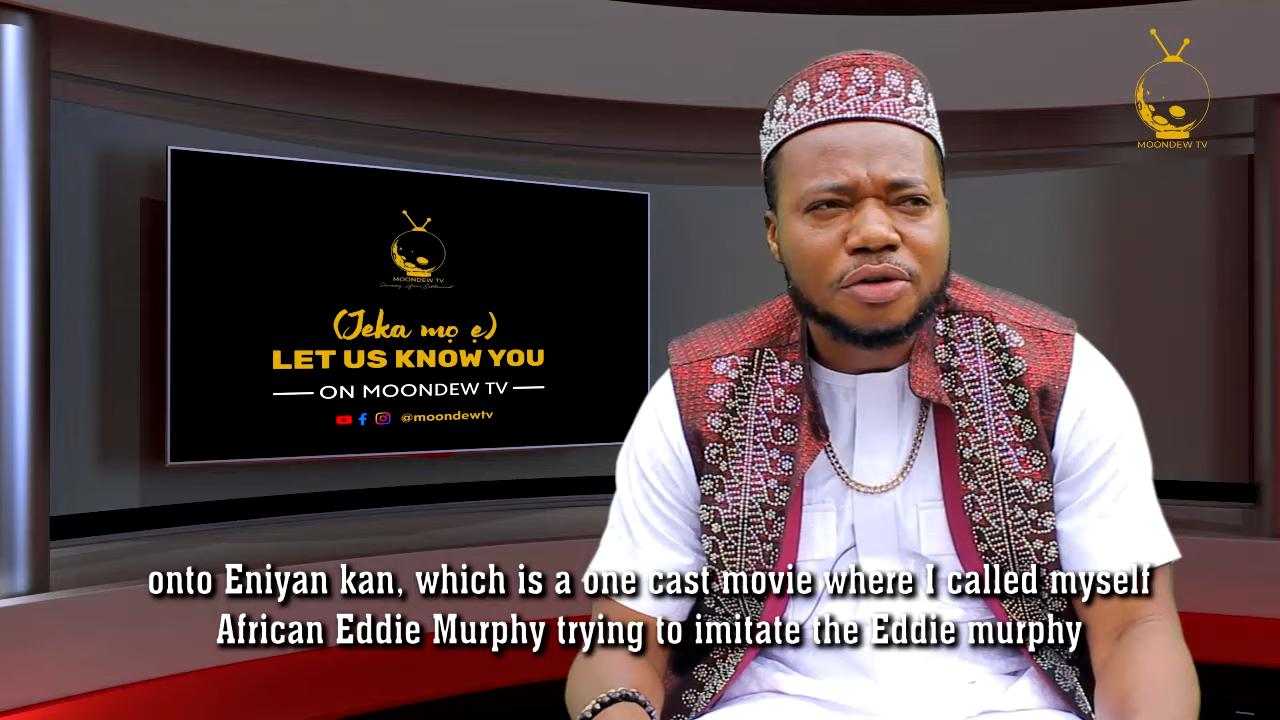 MOONDEW TV
MOONDEW TV
(Jeka mọ ẹ)
LET US KNOW YOU
ON MOONDEW TV
@moondewtv
onto Eniyan kan, which is a one cast movie where I called myself
African Eddie Murphy trying to imitate the Eddie murphy